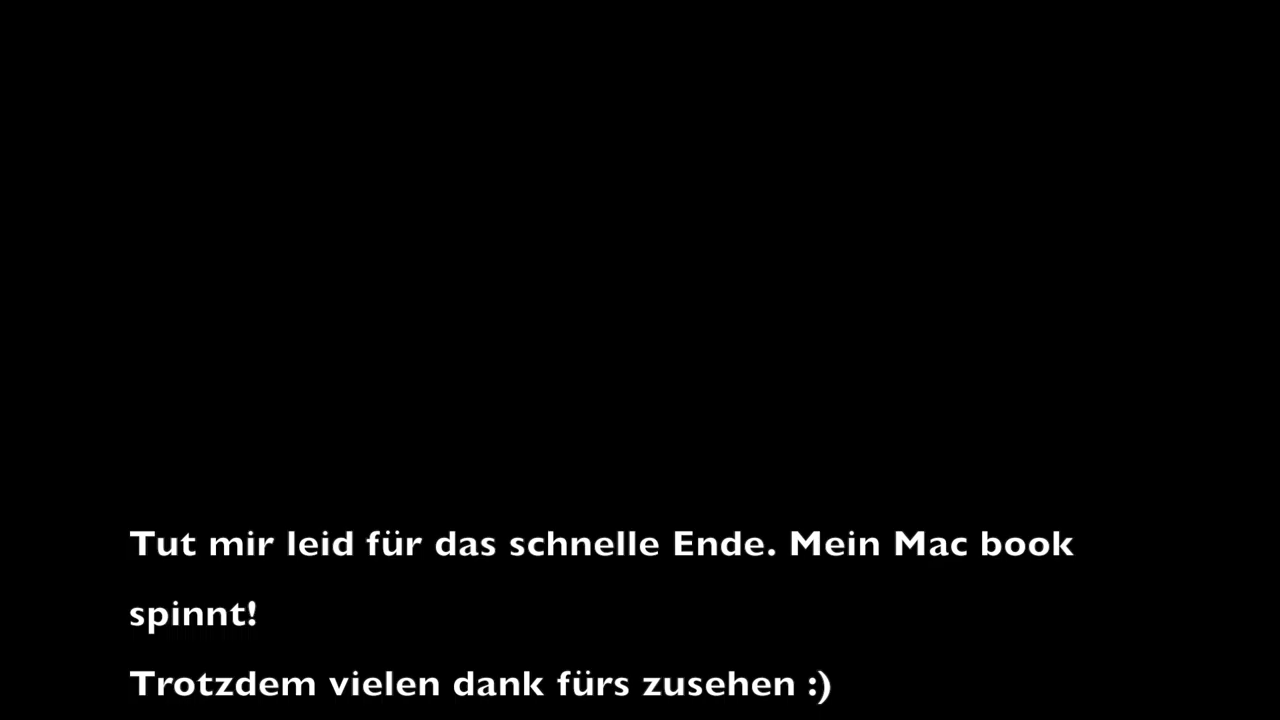 Tut mir leid für das schnelle Ende. Mein Mac book
spinnt!
Trotzdem vielen dank fürs zusehen :)